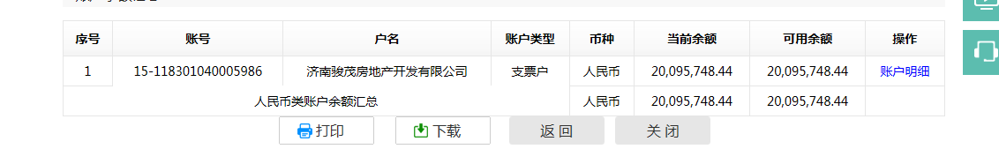 序号 账号 户名 账户类型 币种 当前余额 可用余额 操作
1 15-118301040005986 济南骏茂房地产开发有限公司 支票户 人民币 20,095,748.44 20,095,748.44 账户明细
人民币类账户余额汇总 人民币 20,095,748.44 20,095,748.44
打印 下载 返 回 关 闭